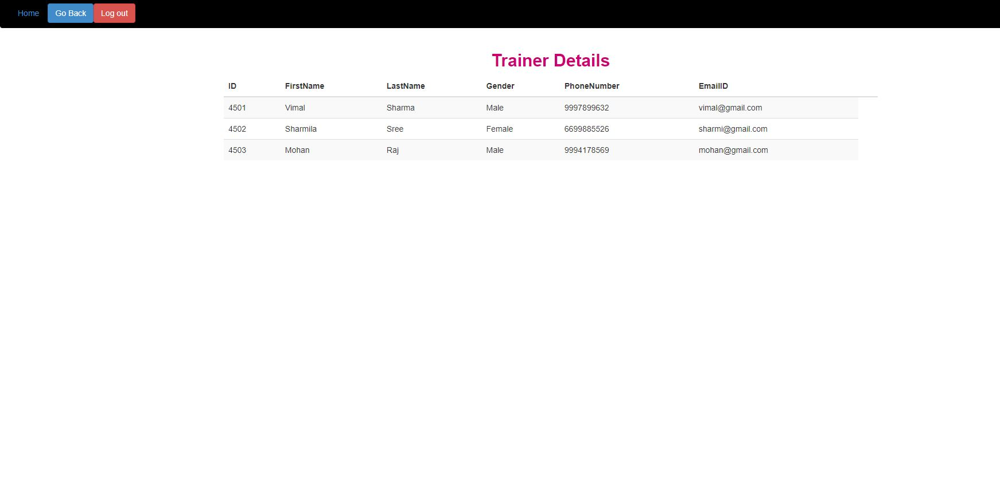 Home Go Back Log out
Trainer Details
ID FirstName LastName Gender PhoneNumber EmailID
4501 Vimal Sharma Male 9997899632 vimal@gmail.com
4502 Sharmila Sree Female 6699885526 sharmi@gmail.com
4503 Mohan Raj Male 9994178569 mohan@gmail.com